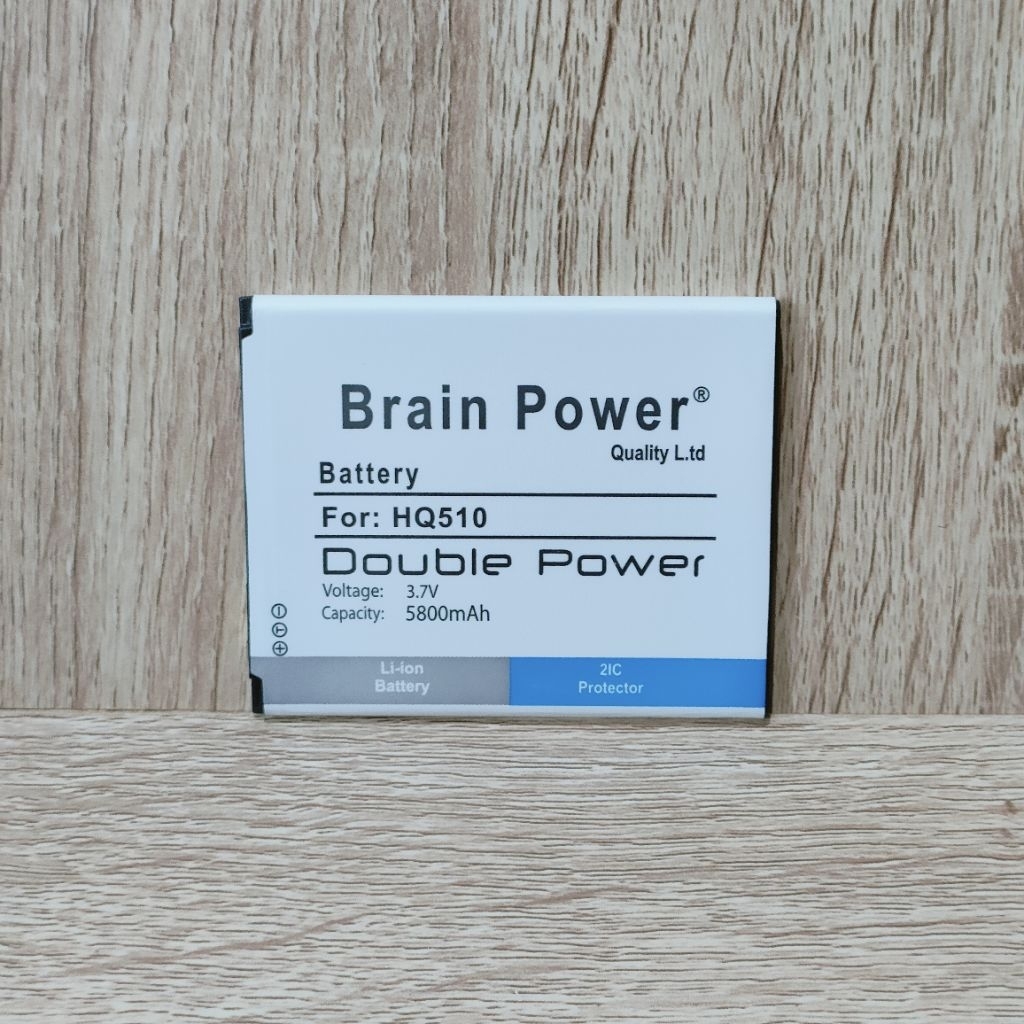 Brain Power®
Quality L.td
Battery
For: HQ510
Double Power
Voltage: 3.7V
Capacity: 5800mAh
Li-ion
Battery
2IC
Protector